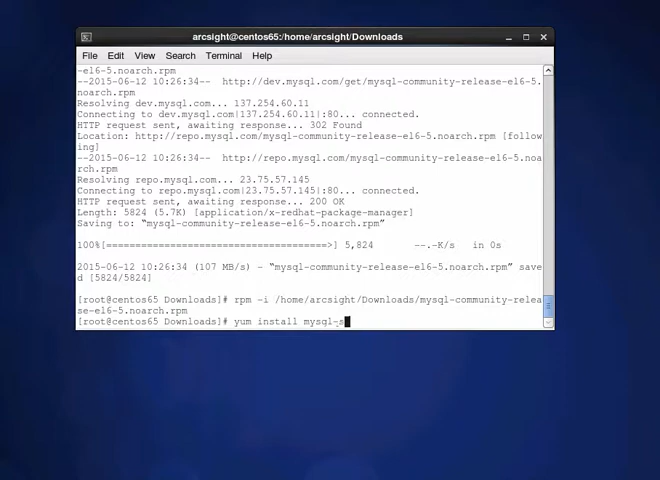 arcsight@centos65:/home/arcsight/Downloads
File Edit View Search Terminal Help
-el6-5.noarch.rpm
--2015-06-12 10:26:34-- http://dev.mysql.com/get/mysql-community-release-el6-5.
noarch.rpm
Resolving dev.mysql.com... 137.254.60.11
Connecting to dev.mysql.com|137.254.60.11|:80... connected.
HTTP request sent, awaiting response... 302 Found
Location: http://repo.mysql.com/mysql-community-release-el6-5.noarch.rpm [follow
ing]
--2015-06-12 10:26:34-- http://repo.mysql.com/mysql-community-release-el6-5.noa
rch.rpm
Resolving repo.mysql.com... 23.75.57.145
Connecting to repo.mysql.com|23.75.57.145|:80... connected.
HTTP request sent, awaiting response... 200 OK
Length: 5824 (5.7K) [application/x-redhat-package-manager]
Saving to: “mysql-community-release-el6-5.noarch.rpm”
100%[======================================>] 5,824 --.-K/s in 0s
2015-06-12 10:26:34 (107 MB/s) - “mysql-community-release-el6-5.noarch.rpm” save
d [5824/5824]
[root@centos65 Downloads]# rpm -i /home/arcsight/Downloads/mysql-community-relea
se-el6-5.noarch.rpm
[root@centos65 Downloads]# yum install mysql-s